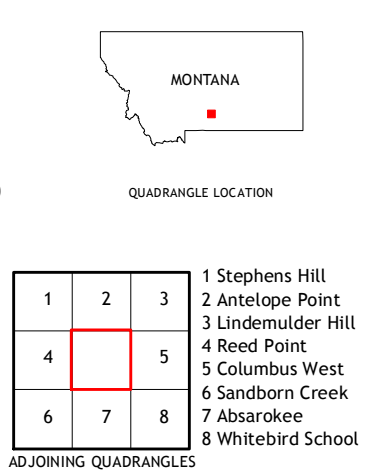 MONTANA
QUADRANGLE LOCATION
1 2 3
4 5
6 7 8
ADJOINING QUADRANGLES
1 Stephens Hill
2 Antelope Point
3 Lindemulder Hill
4 Reed Point
5 Columbus West
6 Sandborn Creek
7 Absarokee
8 Whitebird School